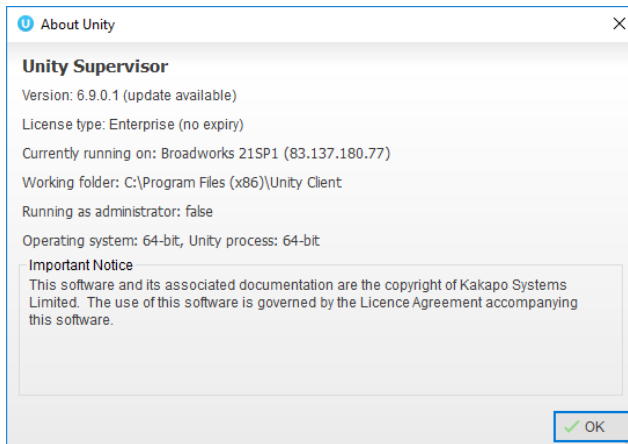 About Unity
Unity Supervisor
Version: 6.9.0.1 (update available)
License type: Enterprise (no expiry)
Currently running on: Broadworks 21SP1 (83.137.180.77)
Working folder: C:\Program Files (x86)\Unity Client
Running as administrator: false
Operating system: 64-bit, Unity process: 64-bit
Important Notice
This software and its associated documentation are the copyright of Kakapo Systems
Limited. The use of this software is governed by the Licence Agreement accompanying
this software.
OK